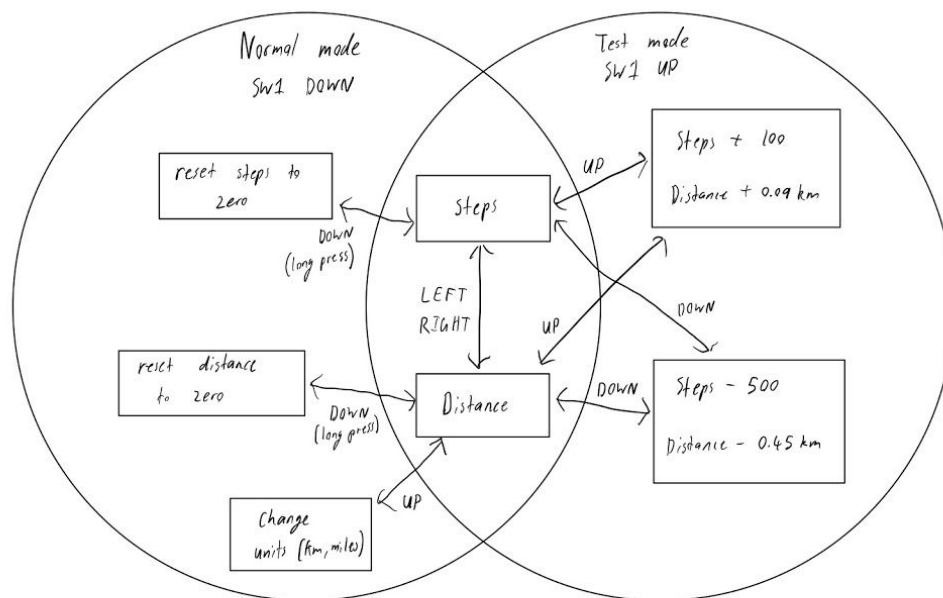 Normal mode
SW1 DOWN
Test mode
SW1 UP
reset steps to
zero
DOWN
(long press)
Steps
UP
Steps + 100
Distance + 0.09 km
LEFT
RIGHT
UP
DOWN
reset distance
to zero
DOWN
(long press)
Distance
DOWN
Steps - 500
Distance - 0.45 km
UP
Change
units (km, miles)